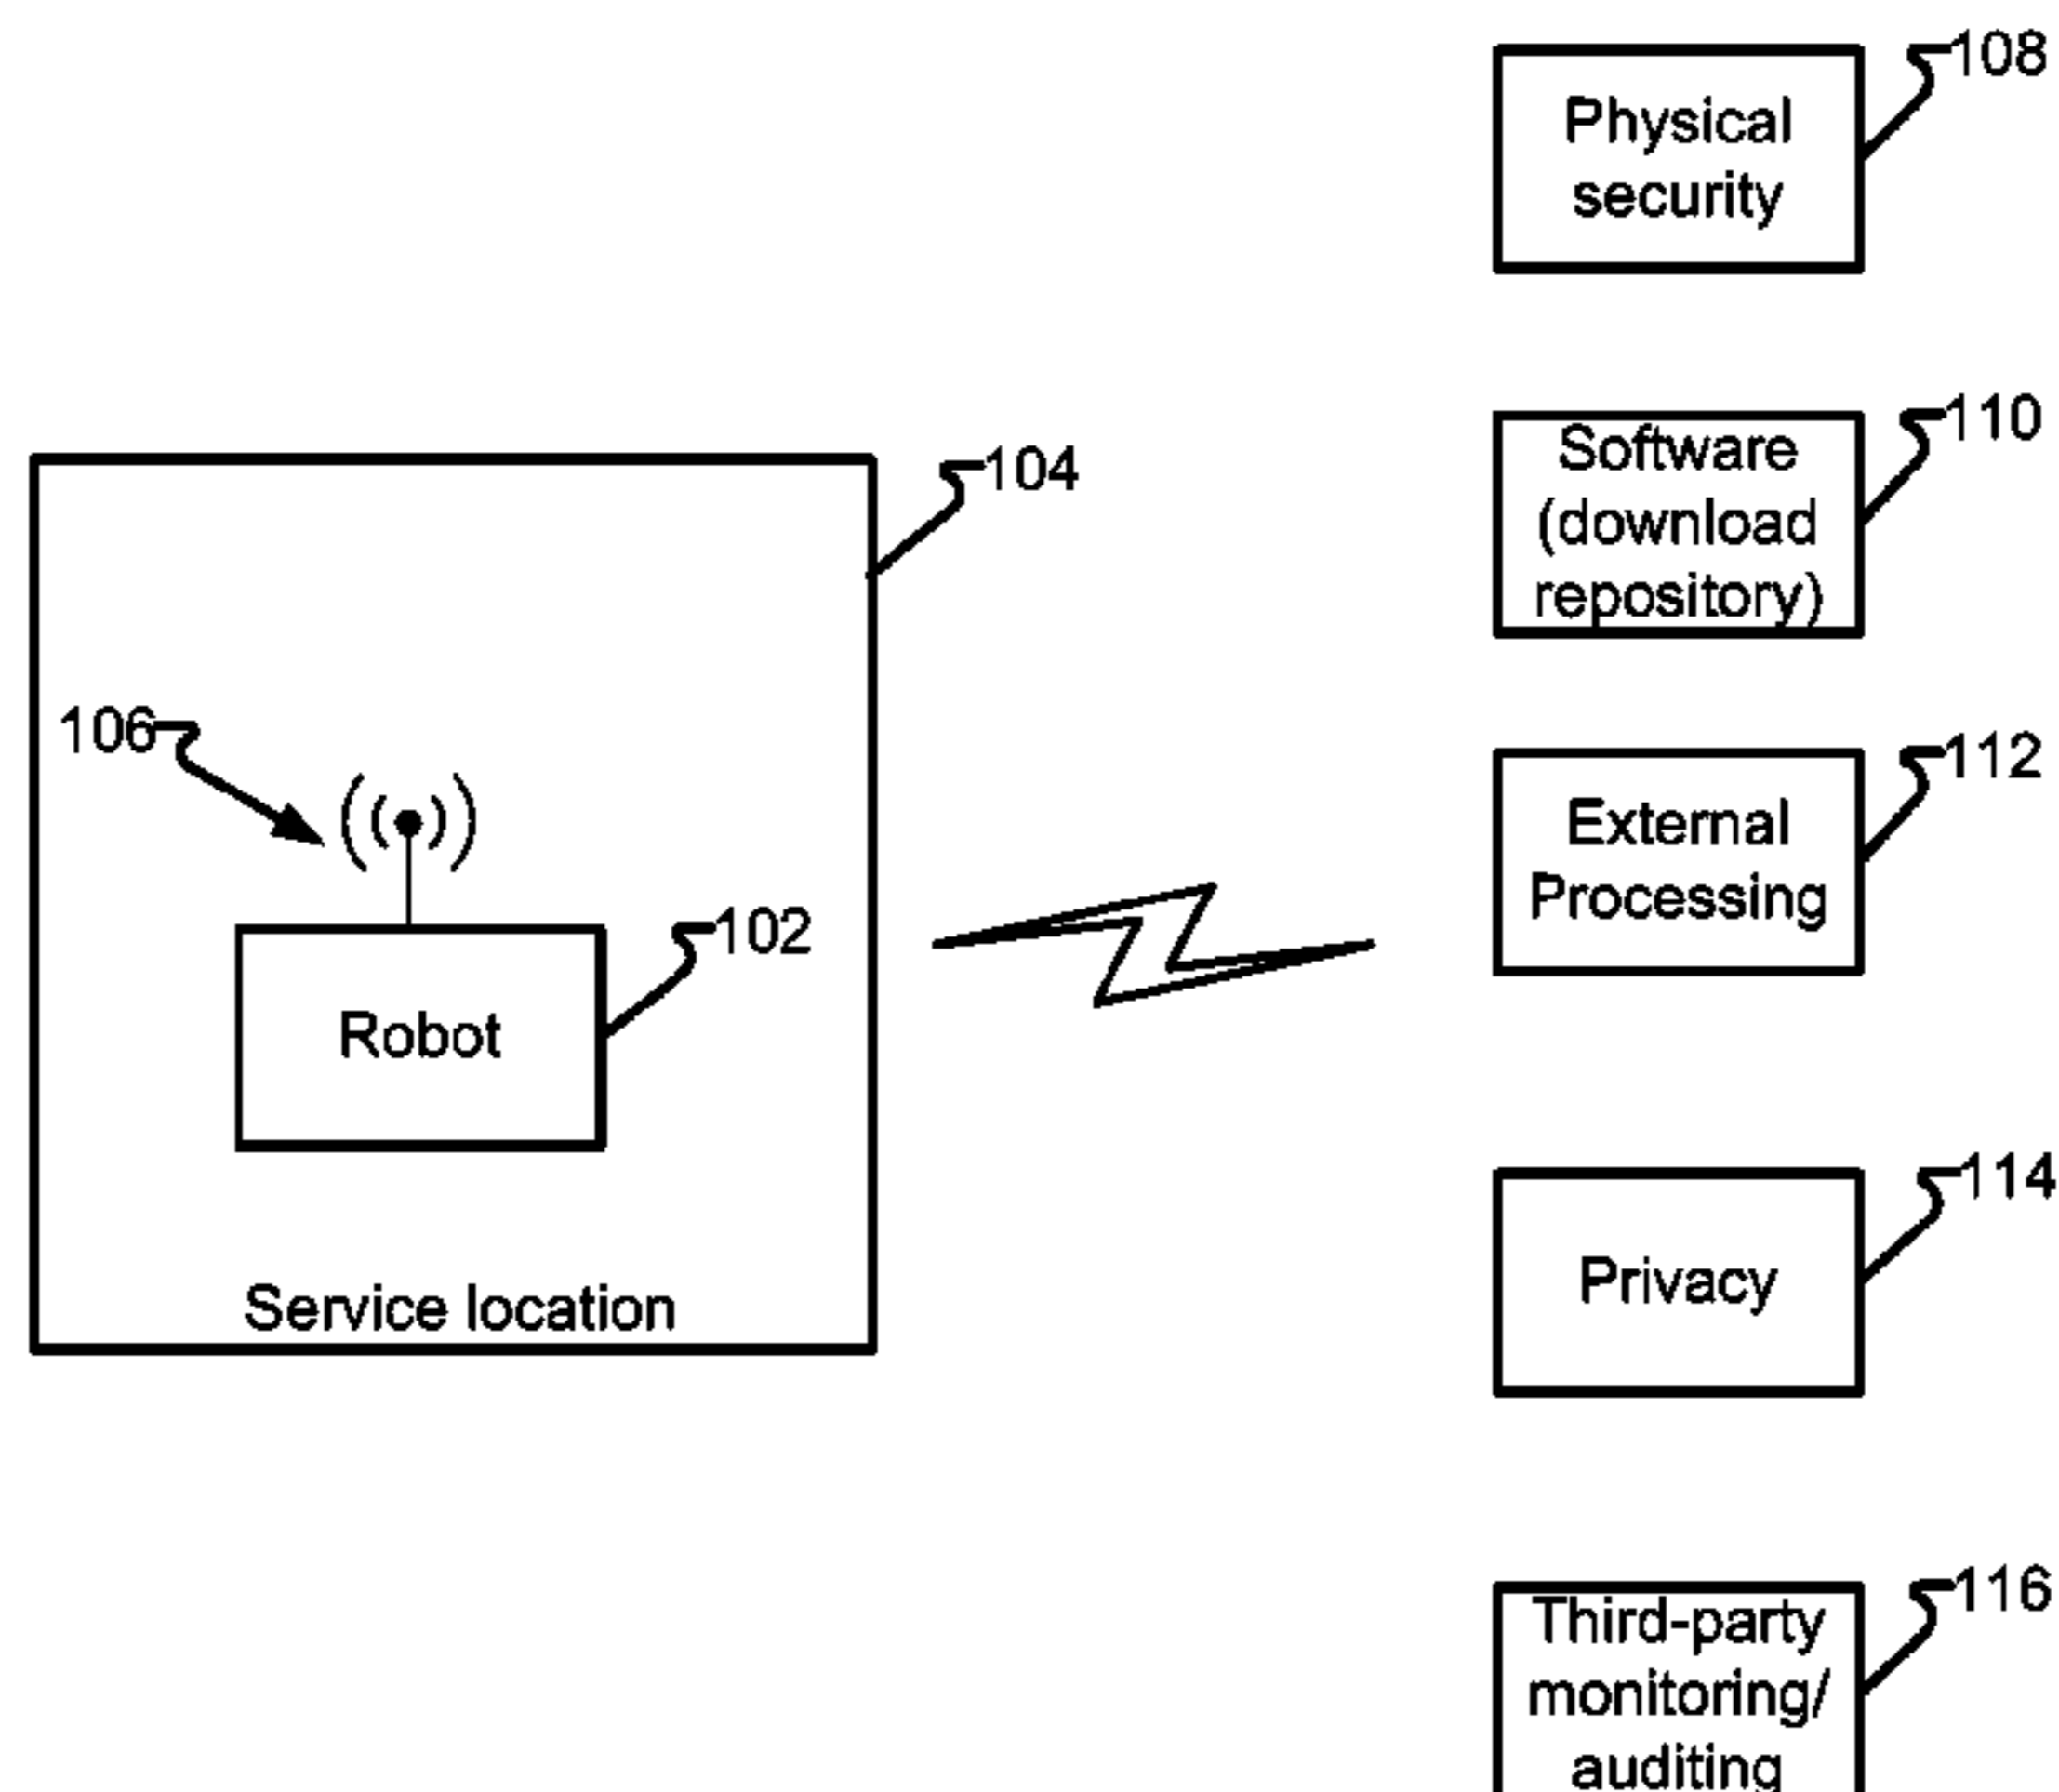 108
Physical
security
110
Software
(download
repository)
104
106
112
External
Processing
102
Robot
114
Privacy
Service location
116
Third-party
monitoring/
auditing